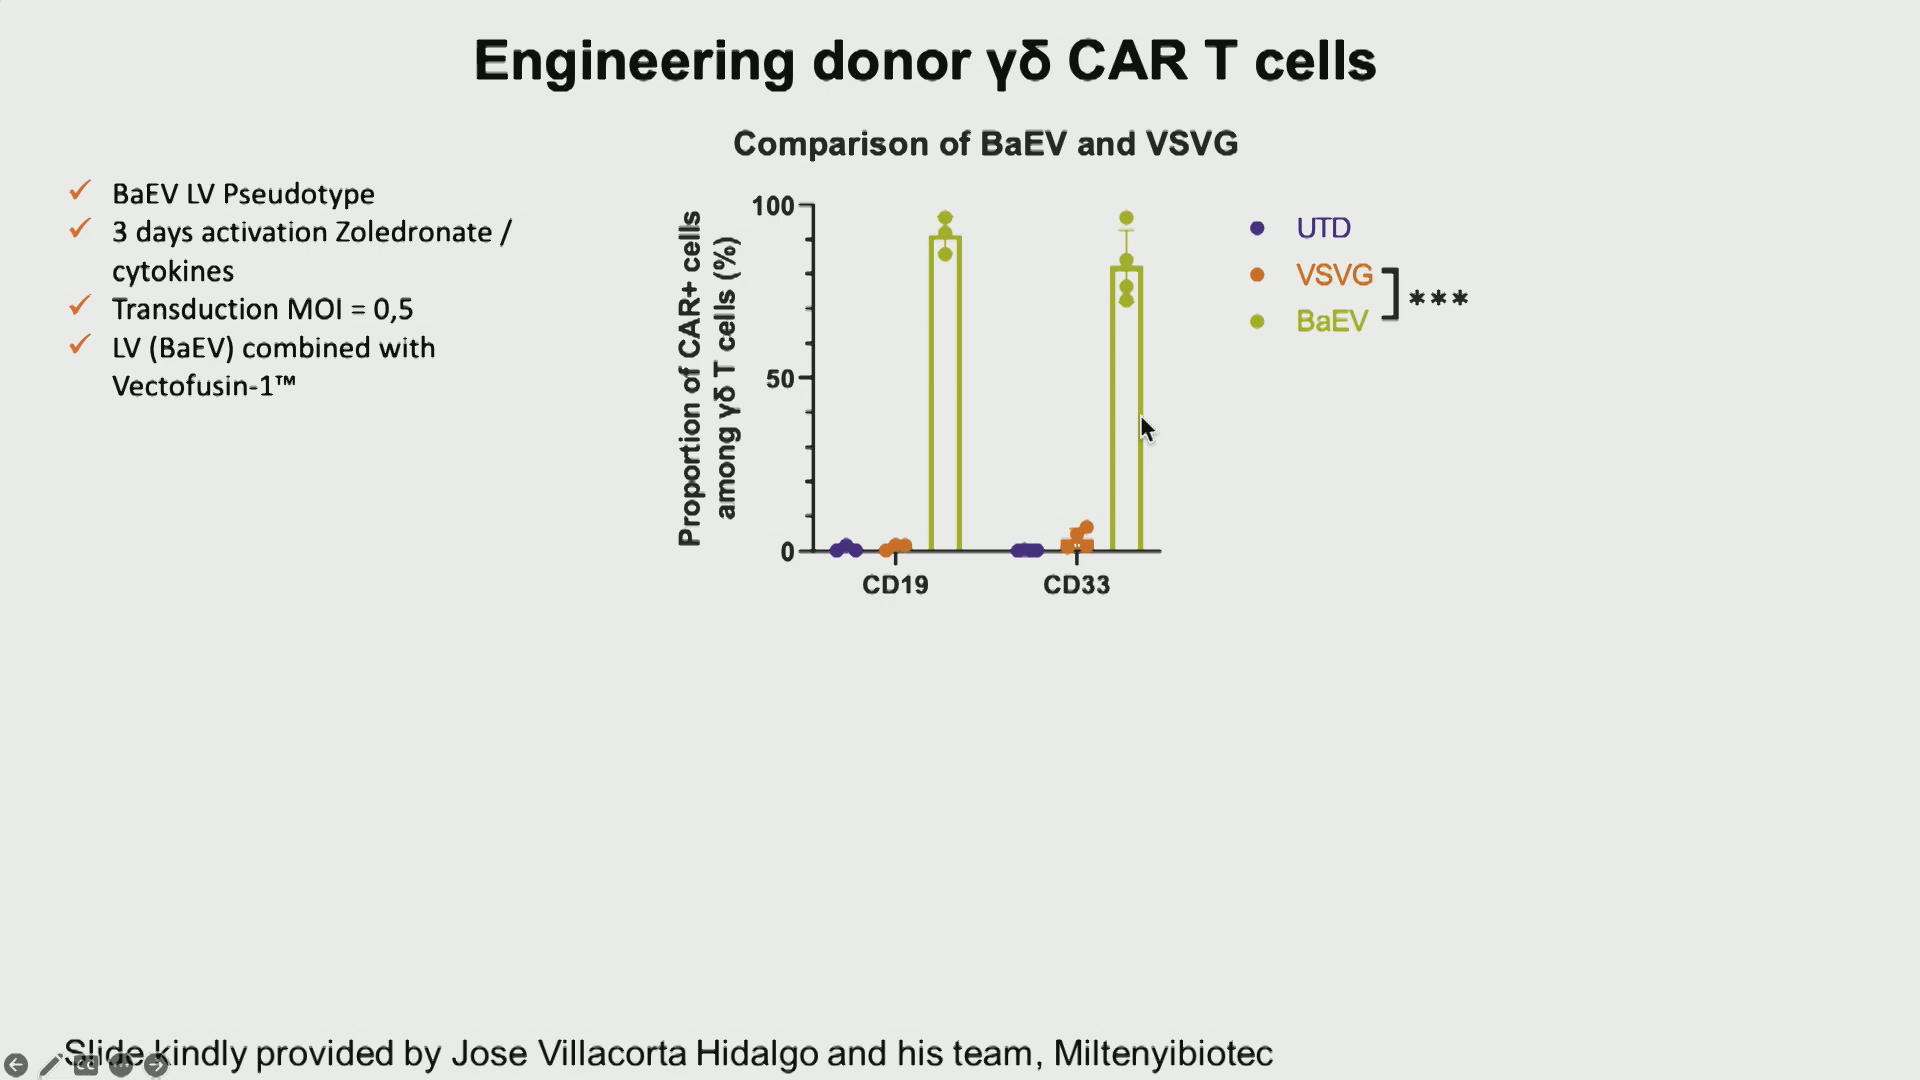 Engineering donor γδ CAR T cells
Comparison of BaEV and VSVG
✓ BaEV LV Pseudotype
✓ 3 days activation Zoledronate /
cytokines
✓ Transduction MOI = 0,5
✓ LV (BaEV) combined with
Vectofusin-1™
Proportion of CAR+ cells
among γδ T cells (%)
100
50
0
CD19
CD33
UTD
VSVG
BaEV
***
Slide kindly provided by Jose Villacorta Hidalgo and his team, Miltenyibiotec